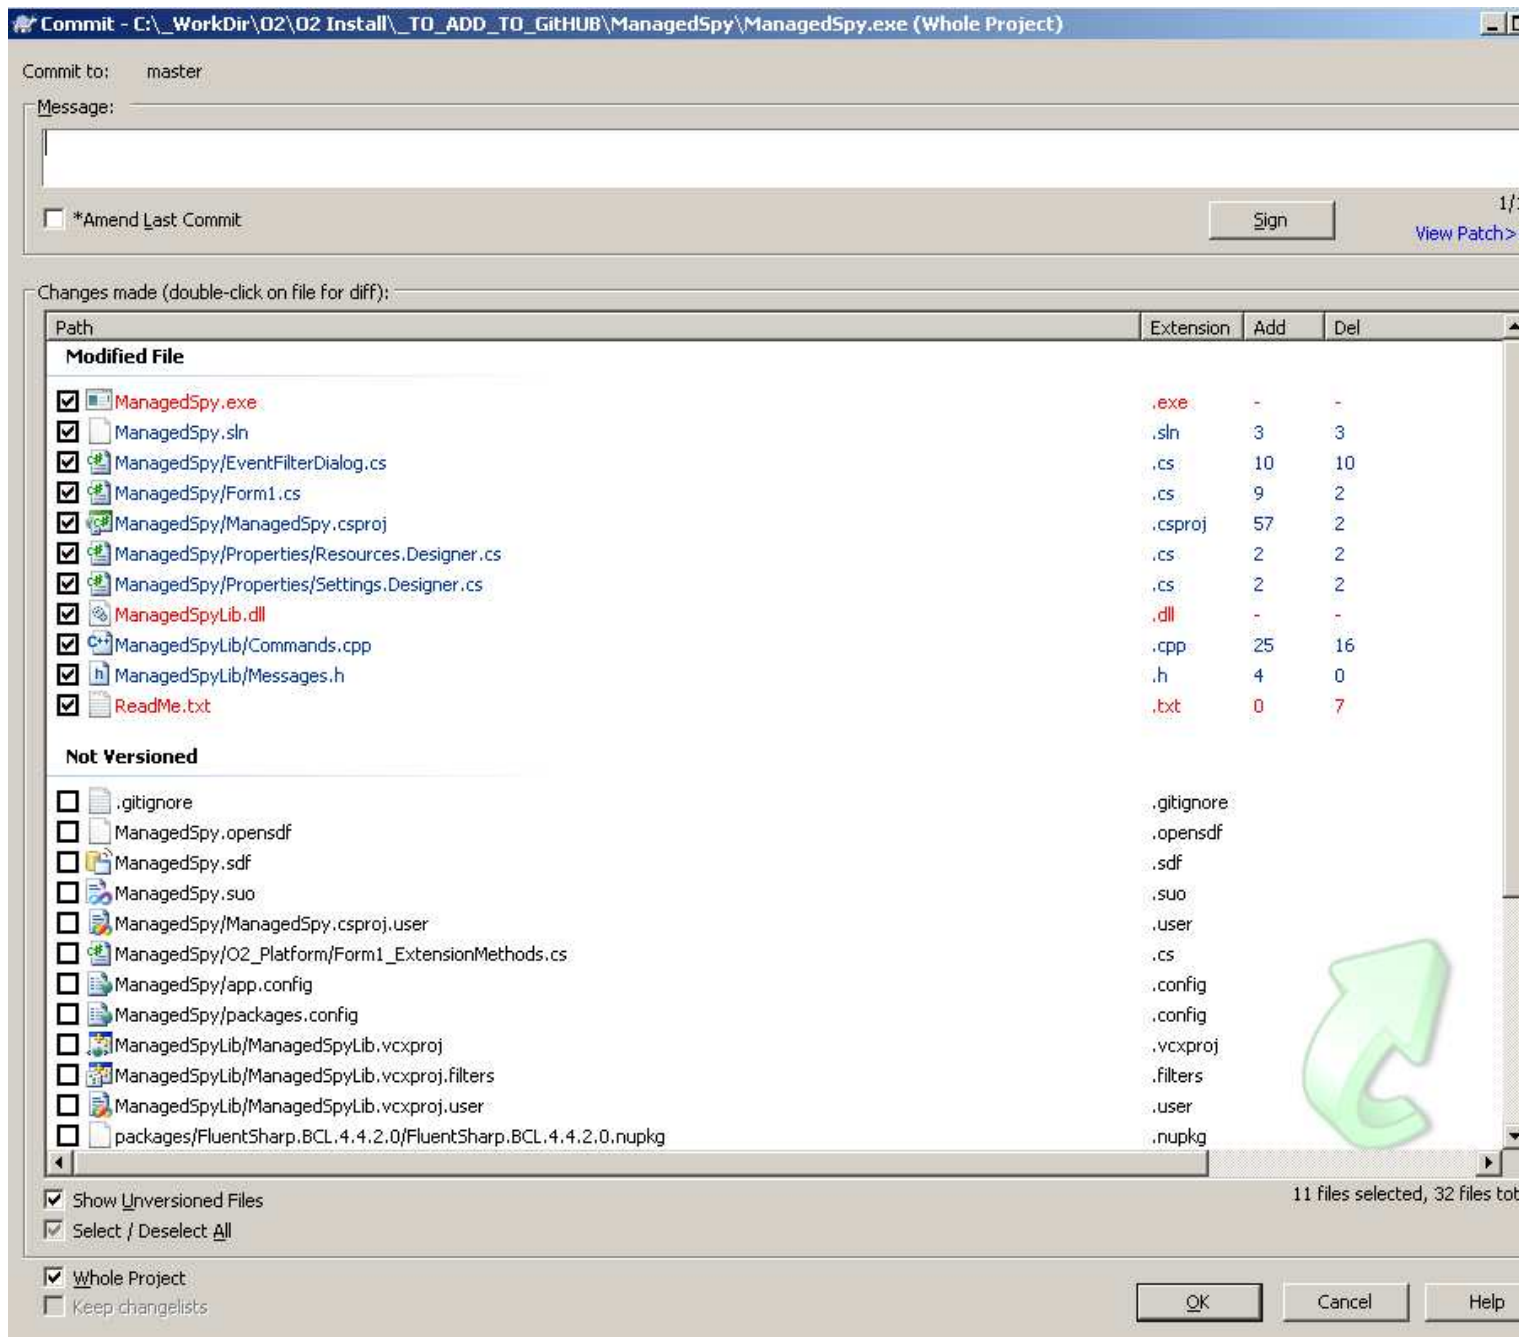 Commit - C:\_WorkDir\O2\O2 Install\_TO_ADD_TO_GitHUB\ManagedSpy\ManagedSpy.exe (Whole Project)
Commit to: master
Message:
1/
*Amend Last Commit Sign
View Patch>
Changes made (double-click on file for diff):
Path Extension Add Del
Modified File
ManagedSpy.exe .exe - -
ManagedSpy.sln .sln 3 3
ManagedSpy/EventFilterDialog.cs .cs 10 10
ManagedSpy/Form1.cs .cs 9 2
ManagedSpy/ManagedSpy.csproj .csproj 57 2
ManagedSpy/Properties/Resources.Designer.cs .cs 2 2
ManagedSpy/Properties/Settings.Designer.cs .cs 2 2
ManagedSpyLib.dll .dll - -
ManagedSpyLib/Commands.cpp .cpp 25 16
ManagedSpyLib/Messages.h .h 4 0
ReadMe.txt .txt 0 7
Not Versioned
.gitignore .gitignore
ManagedSpy.opensdf .opensdf
ManagedSpy.sdf .sdf
ManagedSpy.suo .suo
ManagedSpy/ManagedSpy.csproj.user .user
ManagedSpy/O2_Platform/Form1_ExtensionMethods.cs .cs
ManagedSpy/app.config .config
ManagedSpy/packages.config .config
ManagedSpyLib/ManagedSpyLib.vcxproj .vcxproj
ManagedSpyLib/ManagedSpyLib.vcxproj.filters .filters
ManagedSpyLib/ManagedSpyLib.vcxproj.user .user
packages/FluentSharp.BCL.4.4.2.0/FluentSharp.BCL.4.4.2.0.nupkg .nupkg
Show Unversioned Files 11 files selected, 32 files tot
Select / Deselect All
Whole Project
Keep changelists OK Cancel Help